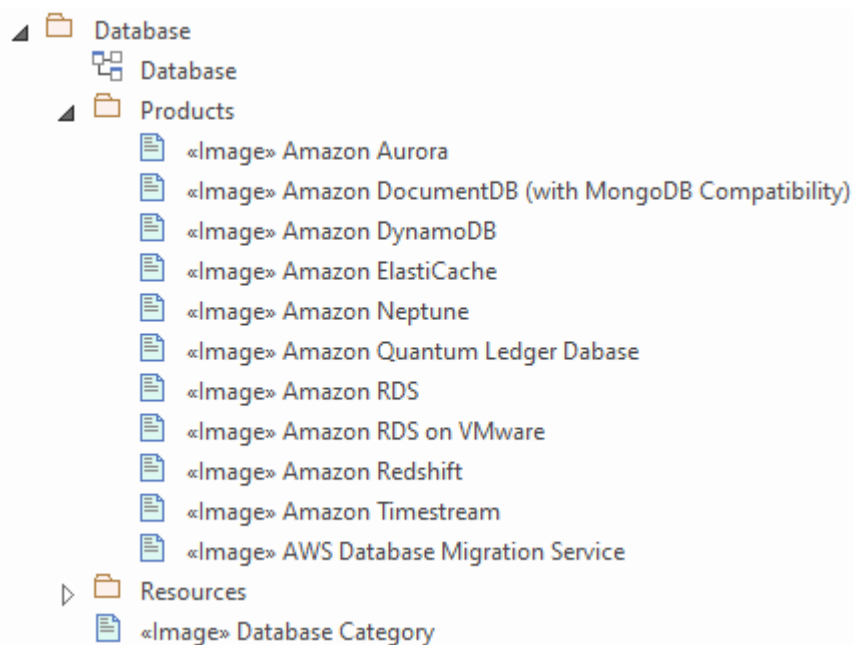 Database
Database
Products
«Image» Amazon Aurora
«Image» Amazon DocumentDB (with MongoDB Compatibility)
«Image» Amazon DynamoDB
«Image» Amazon ElastiCache
«Image» Amazon Neptune
«Image» Amazon Quantum Ledger Dabase
«Image» Amazon RDS
«Image» Amazon RDS on VMware
«Image» Amazon Redshift
«Image» Amazon Timestream
«Image» AWS Database Migration Service
Resources
«Image» Database Category